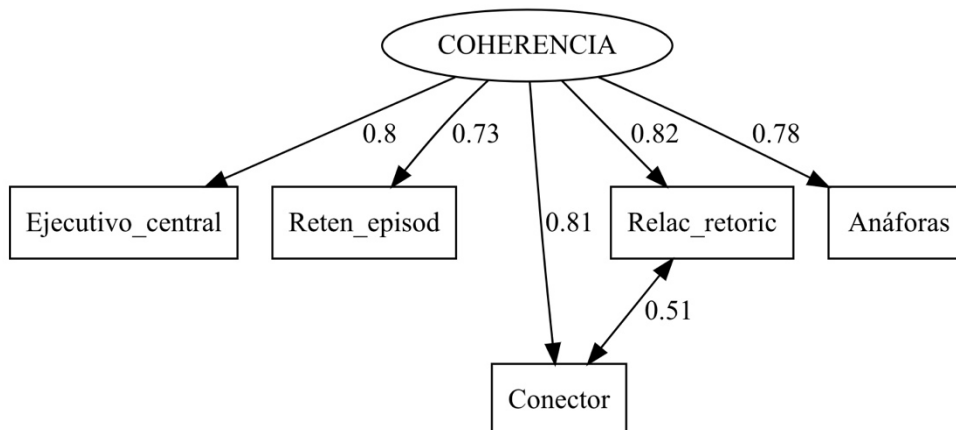 COHERENCIA
0.8
0.73
0.82
0.78
Ejecutivo_central
Reten_episod
0.81
Relac_retoric
Anáforas
0.51
Conector